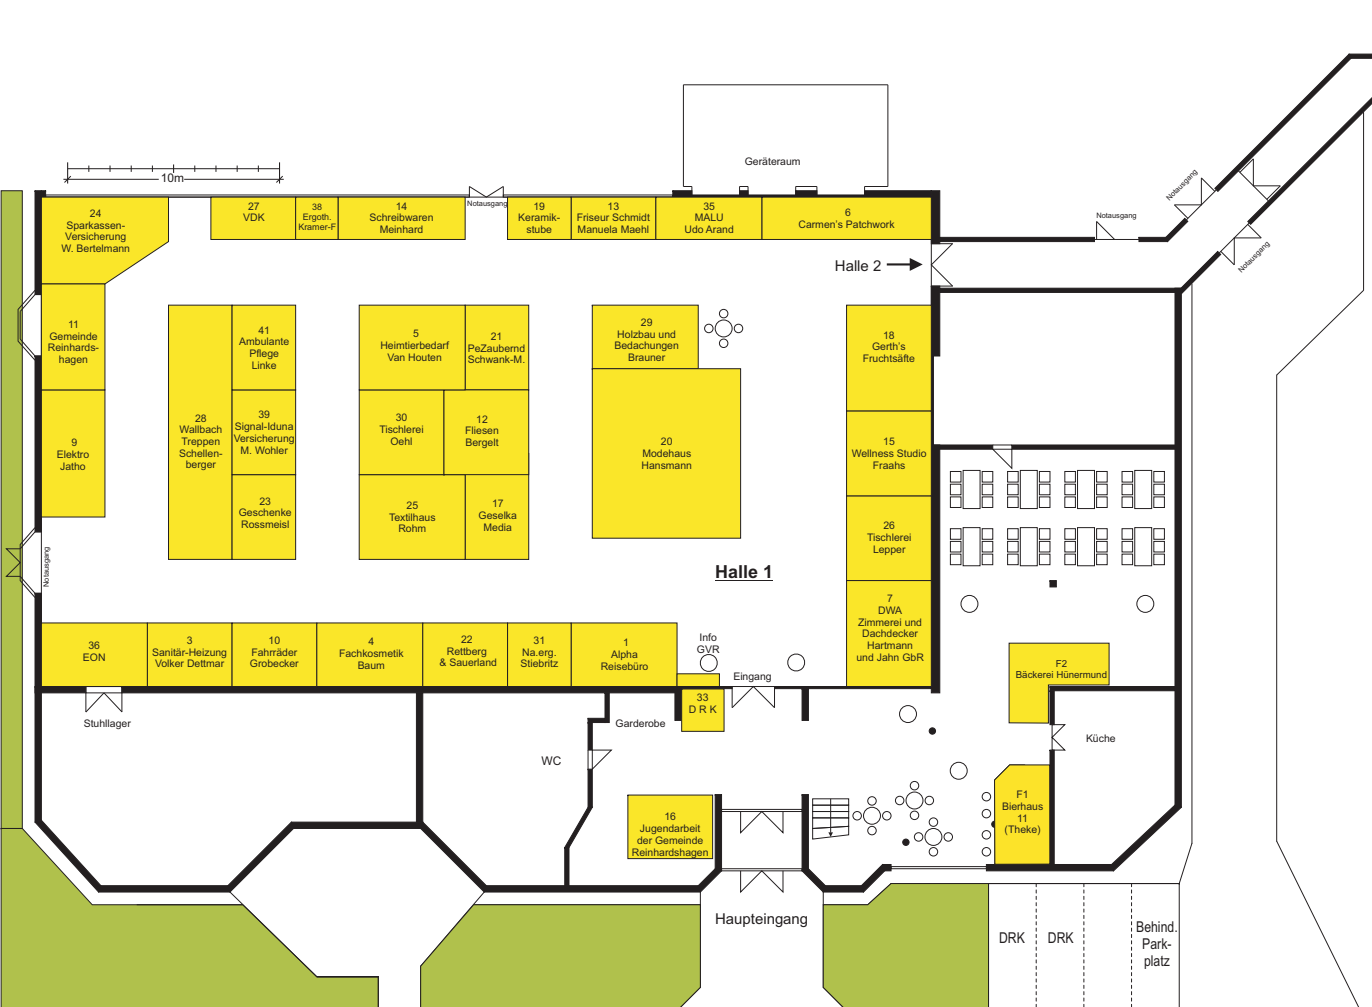 Geräteraum
10m
Notausgang
Notausgang
Notausgang
Notausgang
24
Sparkassen-
Versicherung
W. Bertelmann
27
VDK
38
Ergoth.
Kramer-F
14
Schreibwaren
Meinhard
19
Keramik-
stube
13
Friseur Schmidt
Manuela Maehl
35
MALU
Udo Arand
6
Carmen's Patchwork
Halle 2
11
Gemeinde
Reinhards-
hagen
41
Ambulante
Pflege
Linke
5
Heimtierbedarf
Van Houten
21
PeZaubernd
Schwank-M.
29
Holzbau und
Bedachungen
Brauner
18
Gerth's
Fruchtsäfte
9
Elektro
Jatho
28
Wallbach
Treppen
Schellen-
berger
39
Signal-Iduna
Versicherung
M. Wohler
30
Tischlerei
Oehl
12
Fliesen
Bergelt
20
Modehaus
Hansmann
15
Wellness Studio
Fraahs
23
Geschenke
Rossmeisl
25
Textilhaus
Rohm
17
Geselka
Media
26
Tischlerei
Lepper
Notausgang
Halle 1
7
DWA
Zimmerei und
Dachdecker
Hartmann
und Jahn GbR
36
EON
3
Sanitär-Heizung
Volker Dettmar
10
Fahrräder
Grobecker
4
Fachkosmetik
Baum
22
Rettberg
& Sauerland
31
Na.erg.
Stiebritz
1
Alpha
Reisebüro
Info
GVR
Eingang
F2
Bäckerei Hünermund
33
D R K
Stuhllager
Garderobe
WC
Küche
16
Jugendarbeit
der Gemeinde
Reinhardshagen
F1
Bierhaus
11
(Theke)
Haupteingang
DRK
DRK
Behind.
Park-
platz